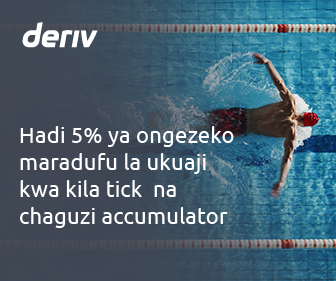 deriv
Hadi 5% ya ongezeko
maradufu la ukuaji
kwa kila tick na
chaguzi accumulator